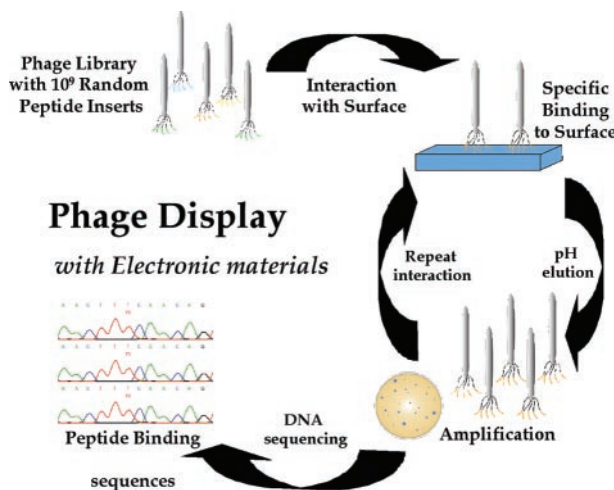 Phage Library
with 10⁹ Random
Peptide Inserts
Interaction
with Surface
Specific
Binding
to Surface
Phage Display
with Electronic materials
Repeat
interaction
pH
elution
Amplification
DNA
sequencing
Peptide Binding
sequences